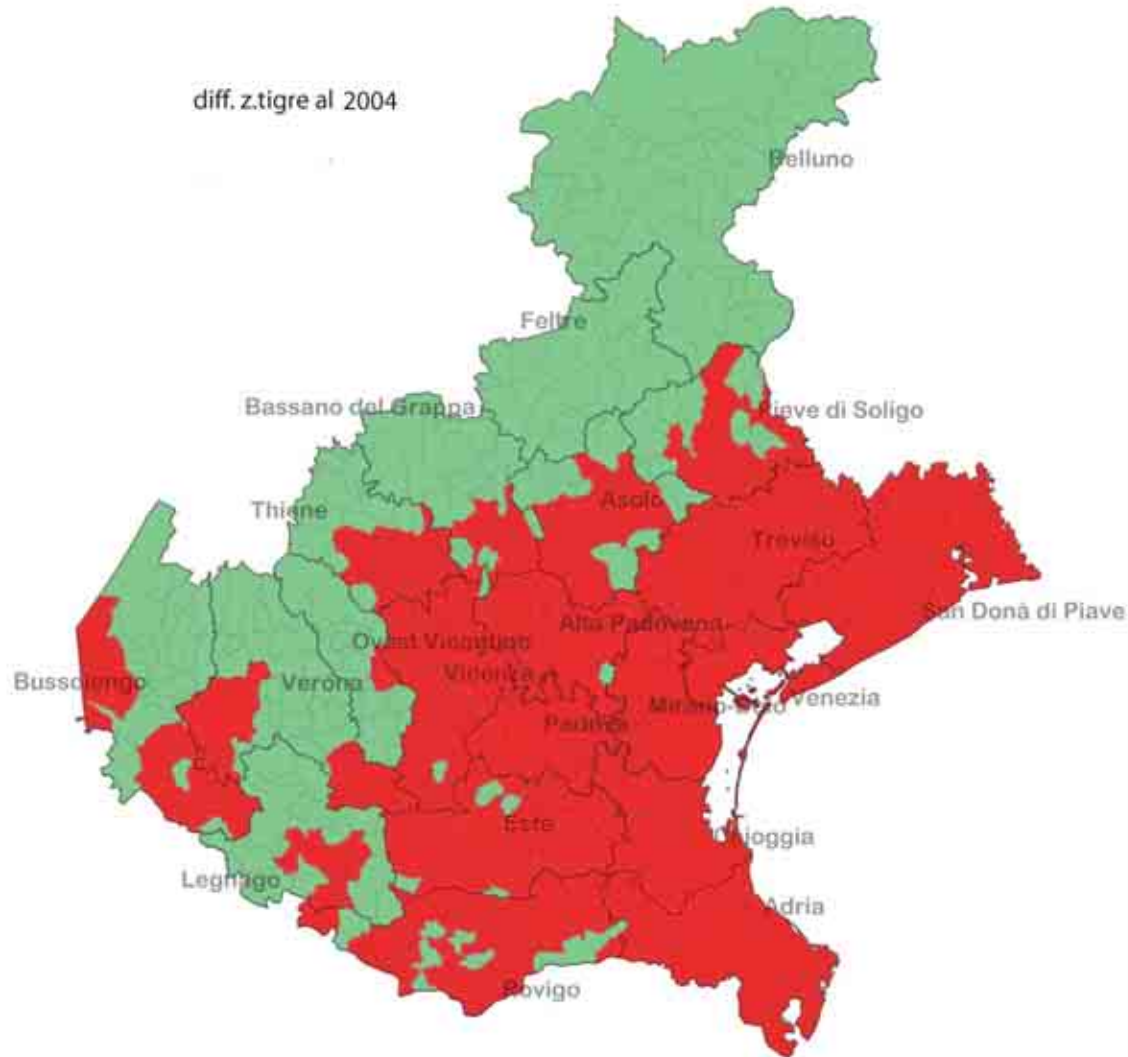 diff. z.tigre al 2004
Belluno
Feltre
Bassano del Grappa
Pieve di Soligo
Thiene
Asolo
Treviso
San Donà di Piave
Alta Padovana
Ovest Vicentino
Vicenza
Bussolengo
Verona
Venezia
Padova
Este
Chioggia
Legnago
Adria
Rovigo